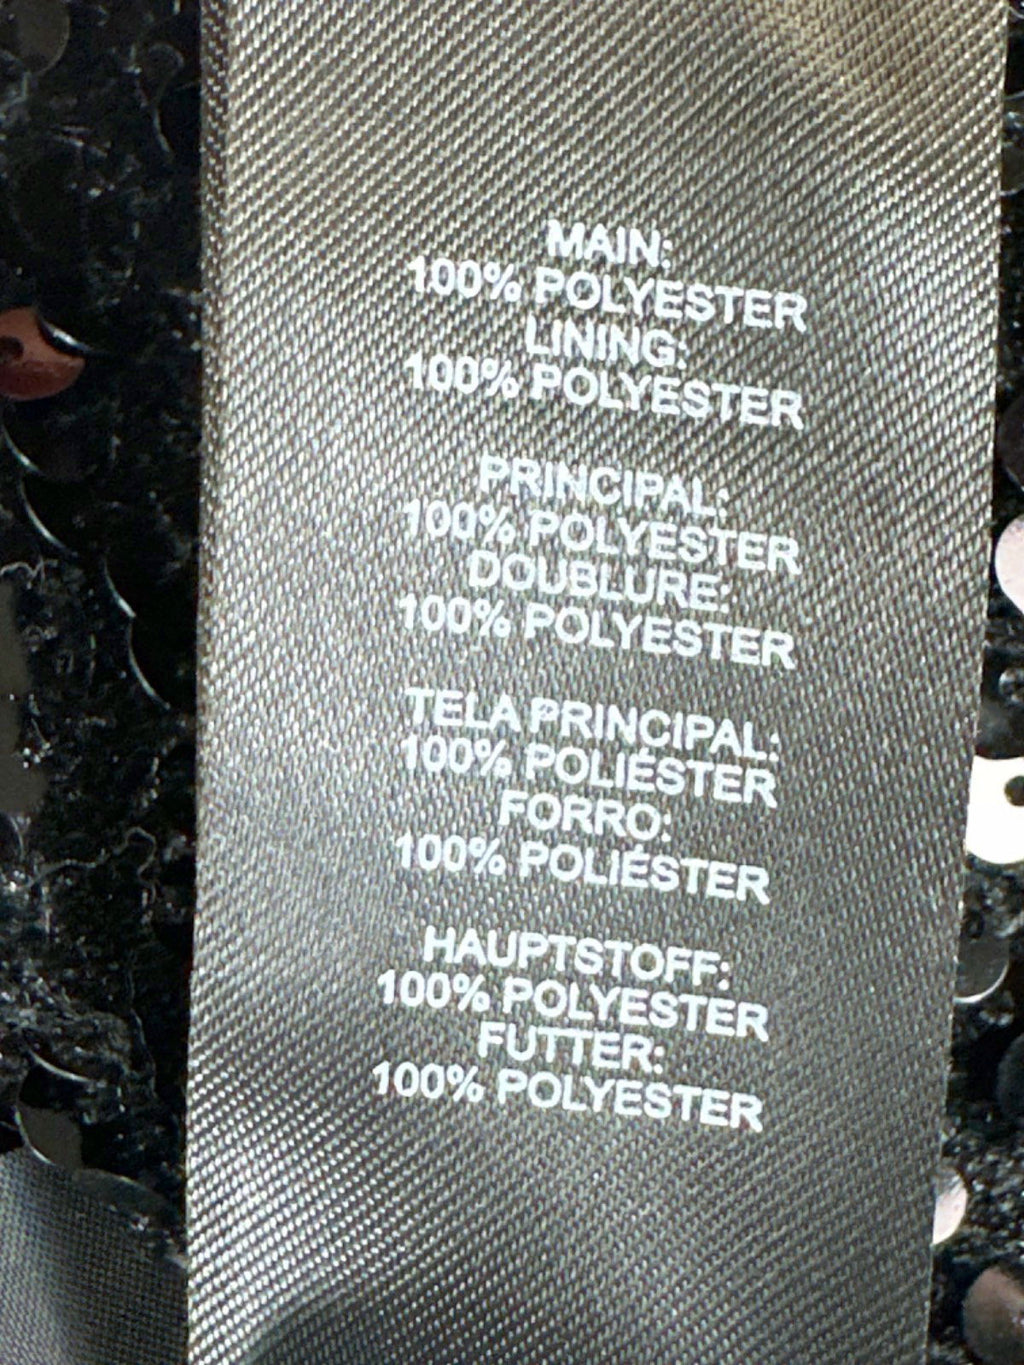 MAIN:
100% POLYESTER
LINING:
100% POLYESTER
PRINCIPAL:
100% POLYESTER
DOUBLURE:
100% POLYESTER
TELA PRINCIPAL:
100% POLIÉSTER
FORRO:
100% POLIÉSTER
HAUPTSTOFF:
100% POLYESTER
FUTTER:
100% POLYESTER